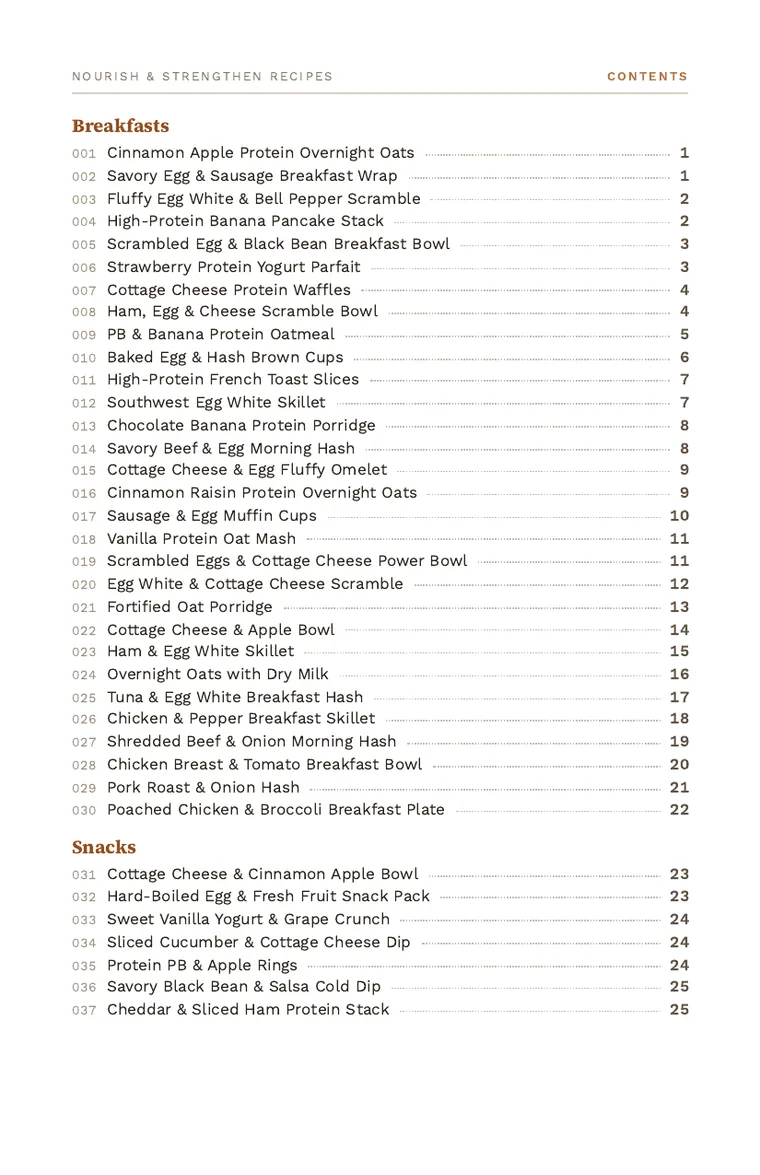 NOURISH & STRENGTHEN RECIPES CONTENTS
Breakfasts
001 Cinnamon Apple Protein Overnight Oats 1
002 Savory Egg & Sausage Breakfast Wrap 1
003 Fluffy Egg White & Bell Pepper Scramble 2
004 High-Protein Banana Pancake Stack 2
005 Scrambled Egg & Black Bean Breakfast Bowl 3
006 Strawberry Protein Yogurt Parfait 3
007 Cottage Cheese Protein Waffles 4
008 Ham, Egg & Cheese Scramble Bowl 4
009 PB & Banana Protein Oatmeal 5
010 Baked Egg & Hash Brown Cups 6
011 High-Protein French Toast Slices 7
012 Southwest Egg White Skillet 7
013 Chocolate Banana Protein Porridge 8
014 Savory Beef & Egg Morning Hash 8
015 Cottage Cheese & Egg Fluffy Omelet 9
016 Cinnamon Raisin Protein Overnight Oats 9
017 Sausage & Egg Muffin Cups 10
018 Vanilla Protein Oat Mash 11
019 Scrambled Eggs & Cottage Cheese Power Bowl 11
020 Egg White & Cottage Cheese Scramble 12
021 Fortified Oat Porridge 13
022 Cottage Cheese & Apple Bowl 14
023 Ham & Egg White Skillet 15
024 Overnight Oats with Dry Milk 16
025 Tuna & Egg White Breakfast Hash 17
026 Chicken & Pepper Breakfast Skillet 18
027 Shredded Beef & Onion Morning Hash 19
028 Chicken Breast & Tomato Breakfast Bowl 20
029 Pork Roast & Onion Hash 21
030 Poached Chicken & Broccoli Breakfast Plate 22
Snacks
031 Cottage Cheese & Cinnamon Apple Bowl 23
032 Hard-Boiled Egg & Fresh Fruit Snack Pack 23
033 Sweet Vanilla Yogurt & Grape Crunch 24
034 Sliced Cucumber & Cottage Cheese Dip 24
035 Protein PB & Apple Rings 24
036 Savory Black Bean & Salsa Cold Dip 25
037 Cheddar & Sliced Ham Protein Stack 25